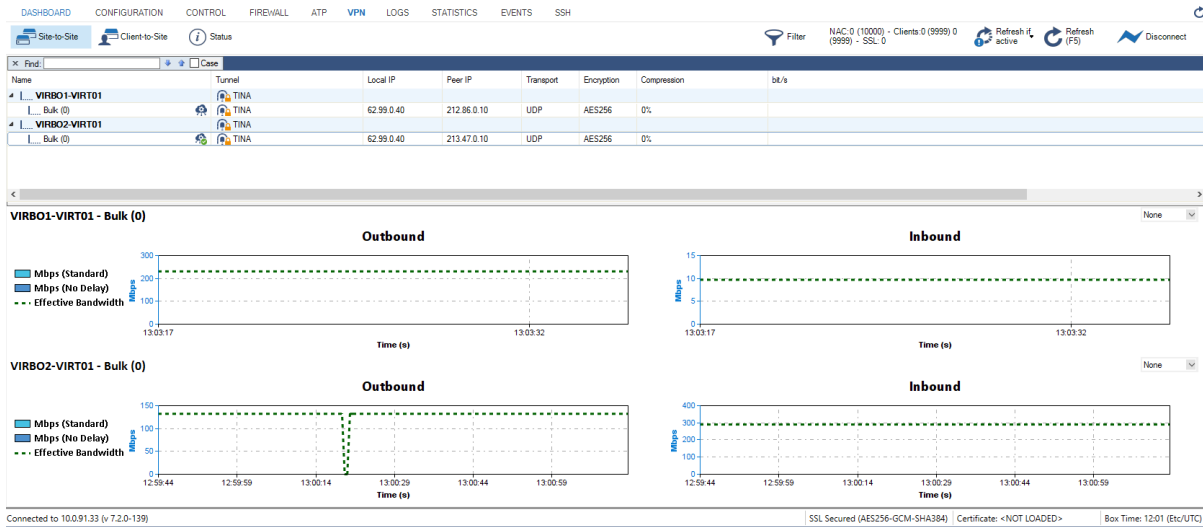 DASHBOARD CONFIGURATION CONTROL FIREWALL ATP VPN LOGS STATISTICS EVENTS SSH
Site-to-Site Client-to-Site Status Filter NAC:0 (10000) - Clients:0 (9999) 0 (9999) - SSL: 0 Refresh if active Refresh (F5) Disconnect
Find: Case
Name Tunnel Local IP Peer IP Transport Encryption Compression bit/s
VIRBO1-VIRT01 TINA
Bulk (0) TINA 62.99.0.40 212.86.0.10 UDP AES256 0%
VIRBO2-VIRT01 TINA
Bulk (0) TINA 62.99.0.40 213.47.0.10 UDP AES256 0%
VIRBO1-VIRT01 - Bulk (0) None
Outbound
Mbps (Standard)
Mbps (No Delay)
Effective Bandwidth
Mbps
300
200
100
0
13:03:17 13:03:32
Time (s)
Inbound
Mbps
15
10
5
0
13:03:17 13:03:32
Time (s)
VIRBO2-VIRT01 - Bulk (0) None
Outbound
Mbps (Standard)
Mbps (No Delay)
Effective Bandwidth
Mbps
150
100
50
0
12:59:44 12:59:59 13:00:14 13:00:29 13:00:44 13:00:59
Time (s)
Inbound
Mbps
400
300
200
100
0
12:59:44 12:59:59 13:00:14 13:00:29 13:00:44 13:00:59
Time (s)
Connected to 10.0.91.33 (v 7.2.0-139) SSL Secured (AES256-GCM-SHA384) Certificate: <NOT LOADED> Box Time: 12:01 (Etc/UTC)